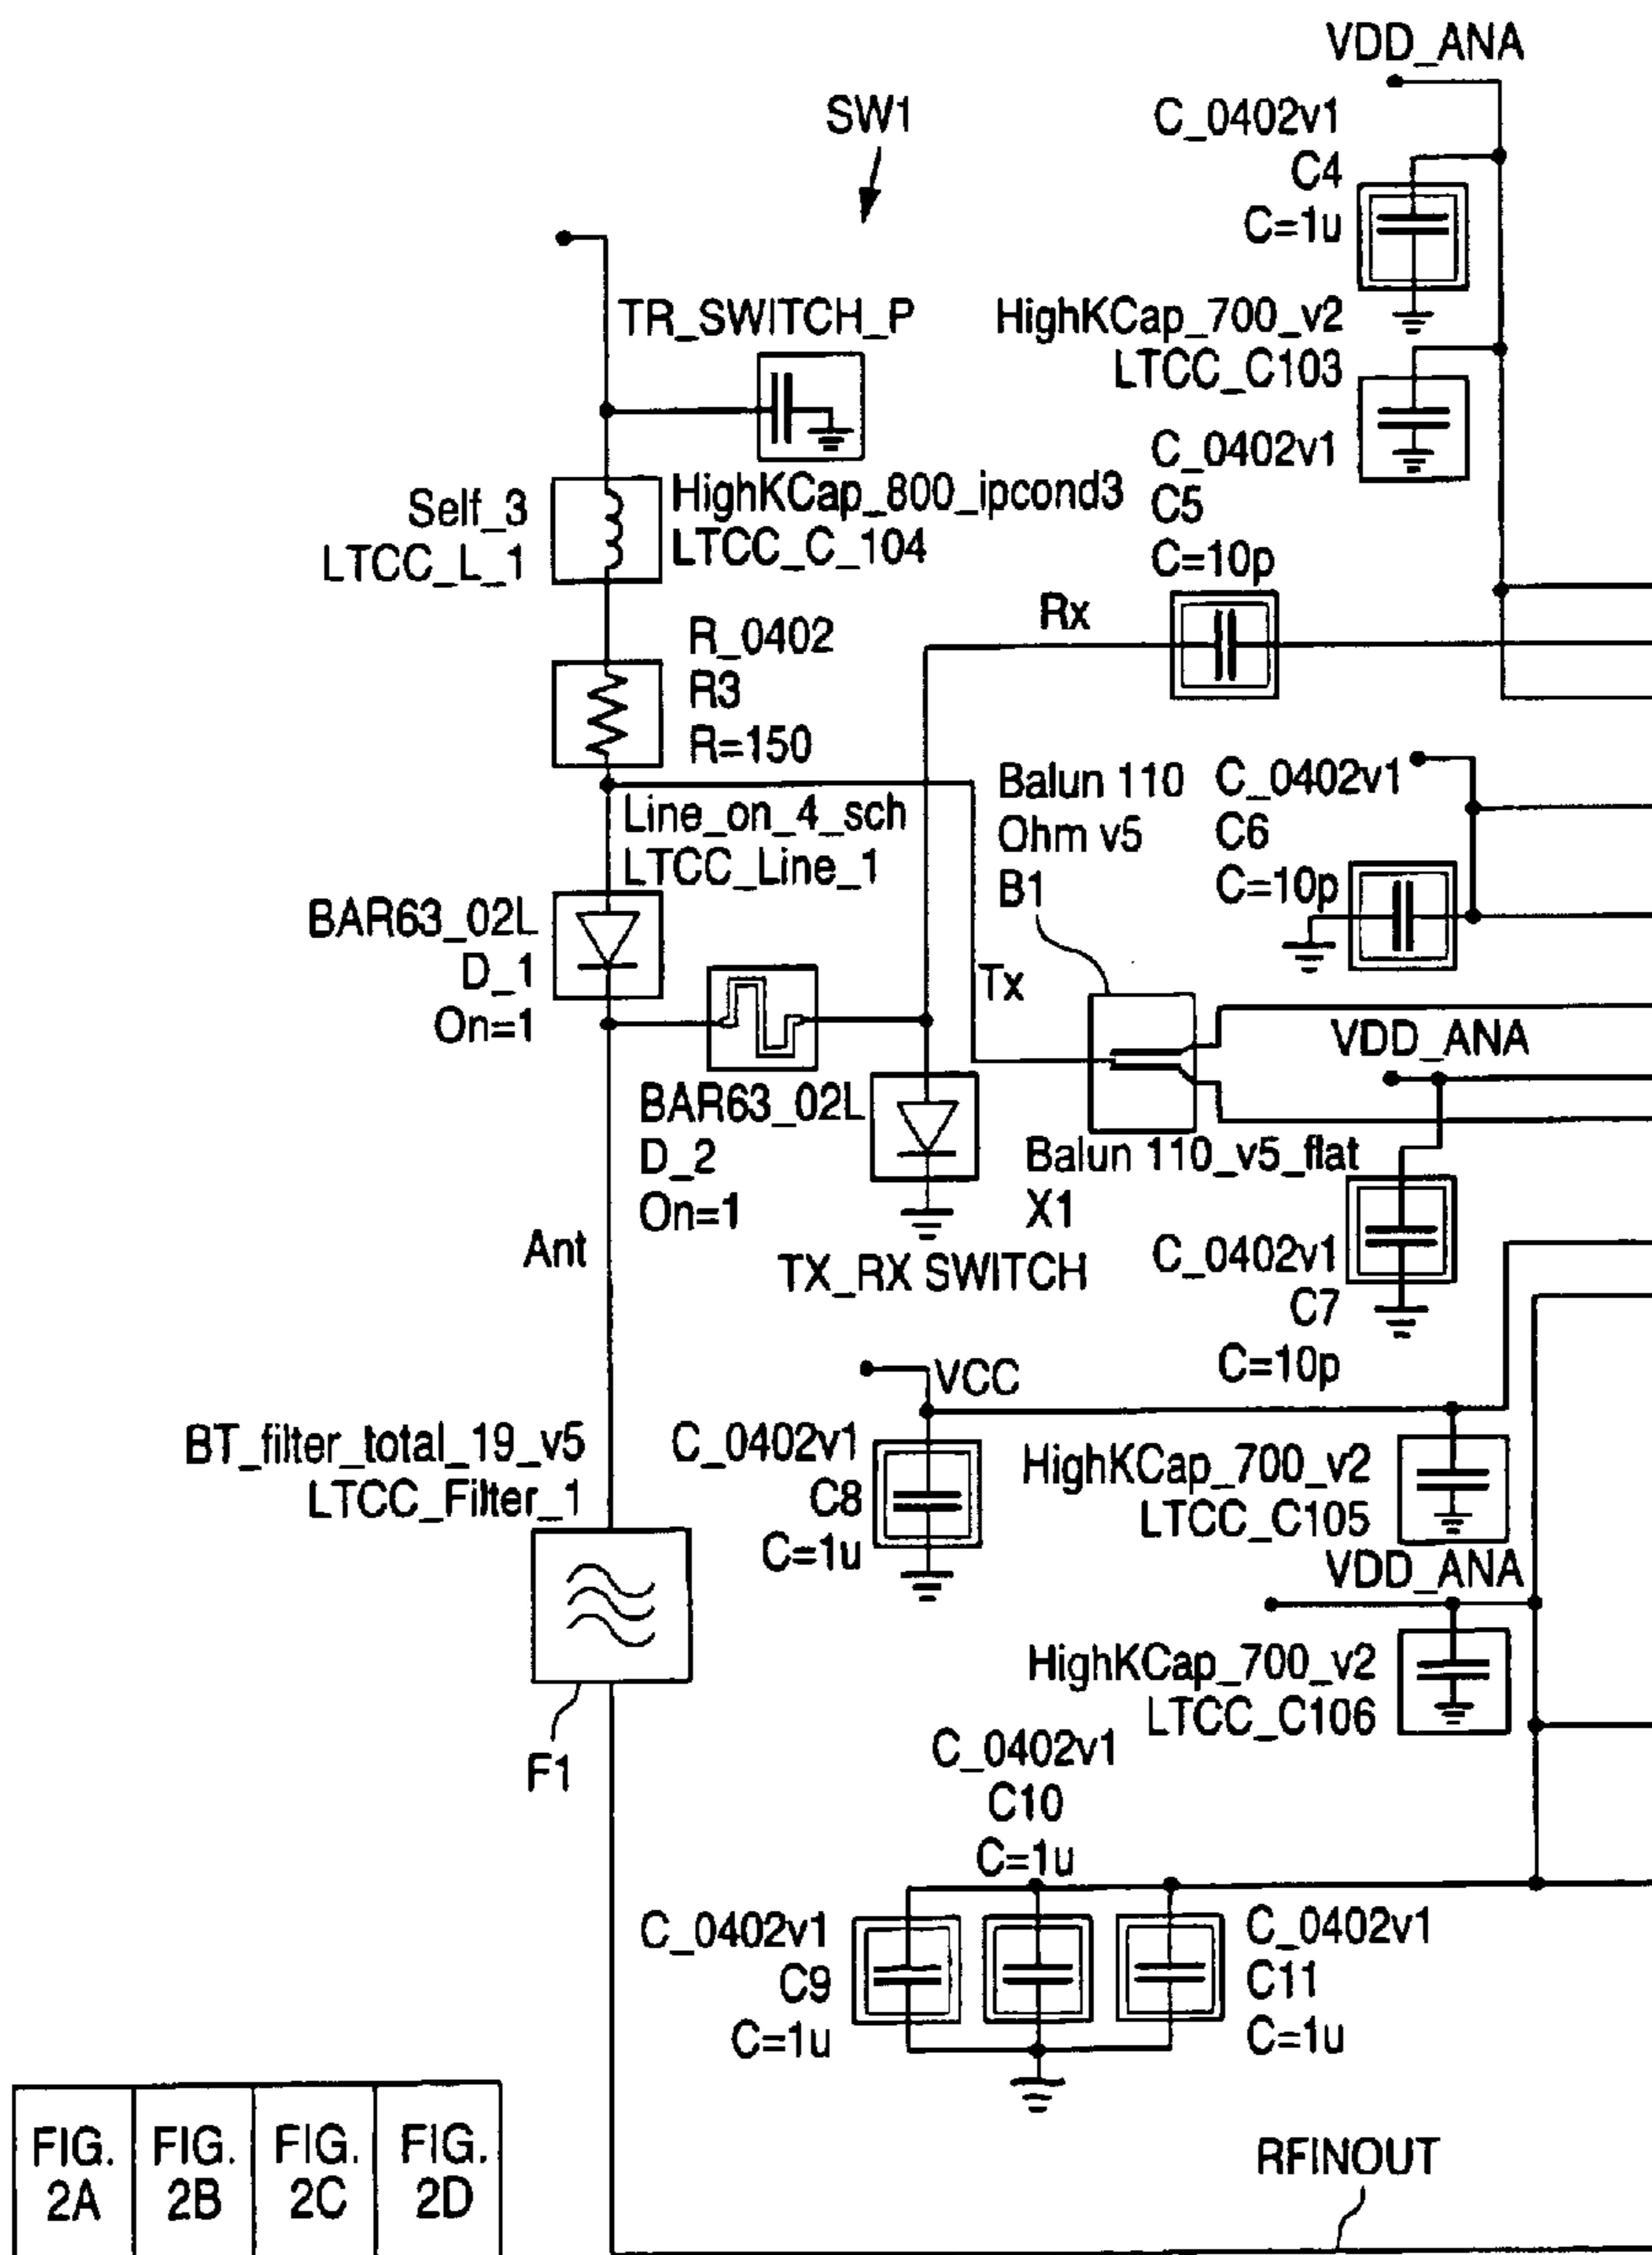 VDD_ANA
SW1
C_0402v1
C4
C=1u
TR_SWITCH_P
HighKCap_700_v2
LTCC_C103
Self_3
LTCC_L_1
HighKCap_800_ipcond3
LTCC_C_104
C_0402v1
C5
C=10p
Rx
R_0402
R3
R=150
Line_on_4_sch
LTCC_Line_1
Balun 110
Ohm v5
B1
C_0402v1
C6
C=10p
BAR63_02L
D_1
On=1
Tx
VDD_ANA
BAR63_02L
D_2
On=1
Balun 110_v5_flat
X1
Ant
TX_RX SWITCH
C_0402v1
C7
C=10p
VCC
BT_filter_total_19_v5
LTCC_Filter_1
C_0402v1
C8
C=1u
HighKCap_700_v2
LTCC_C105
VDD_ANA
HighKCap_700_v2
LTCC_C106
F1
C_0402v1
C10
C=1u
C_0402v1
C9
C=1u
C_0402v1
C11
C=1u
FIG. 2A
FIG. 2B
FIG. 2C
FIG. 2D
RFINOUT